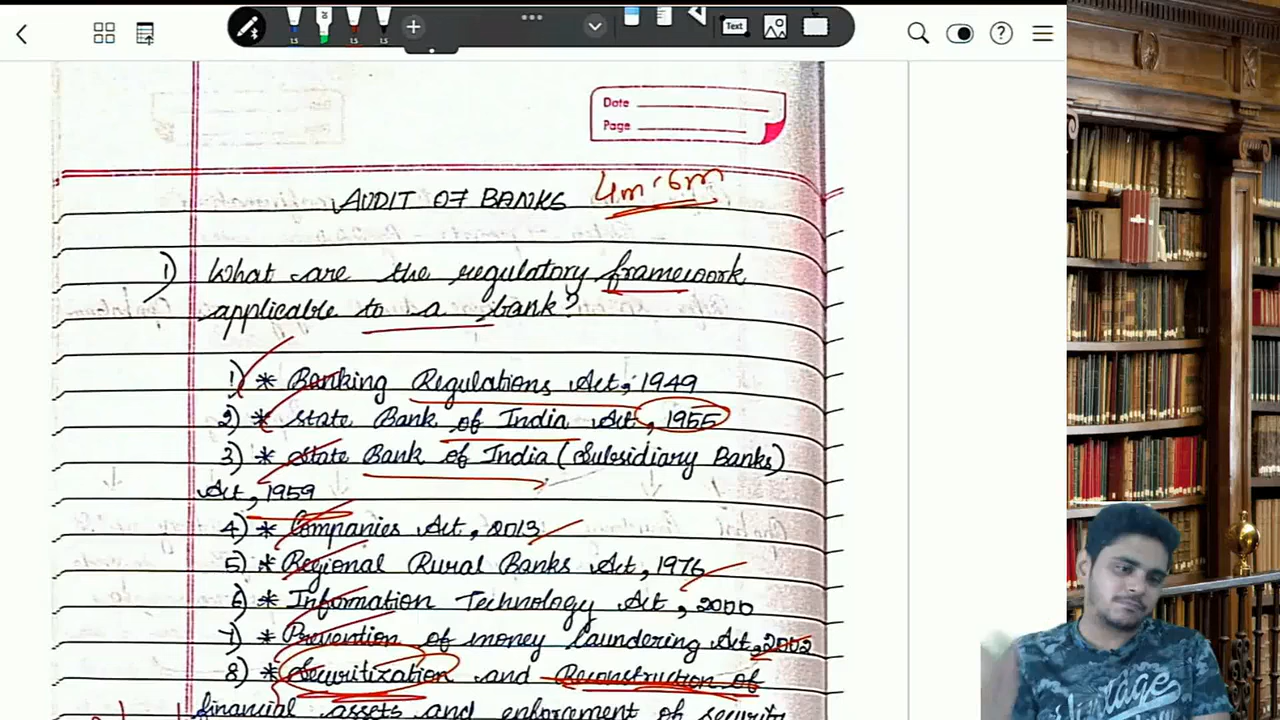 Text
Date
Page
AUDIT OF BANKS 4m-6m
1) What are the regulatory framework
applicable to a bank?
1) * Banking Regulations Act, 1949
2) * State Bank of India Act, 1955
3) * State Bank of India (Subsidiary Banks)
Act, 1959
4) * Companies Act, 2013
5) * Regional Rural Banks Act, 1976
6) * Information Technology Act, 2000
7) * Prevention of money laundering Act, 2002
8) * Securitization and Reconstruction of
financial assets and enforcement of security